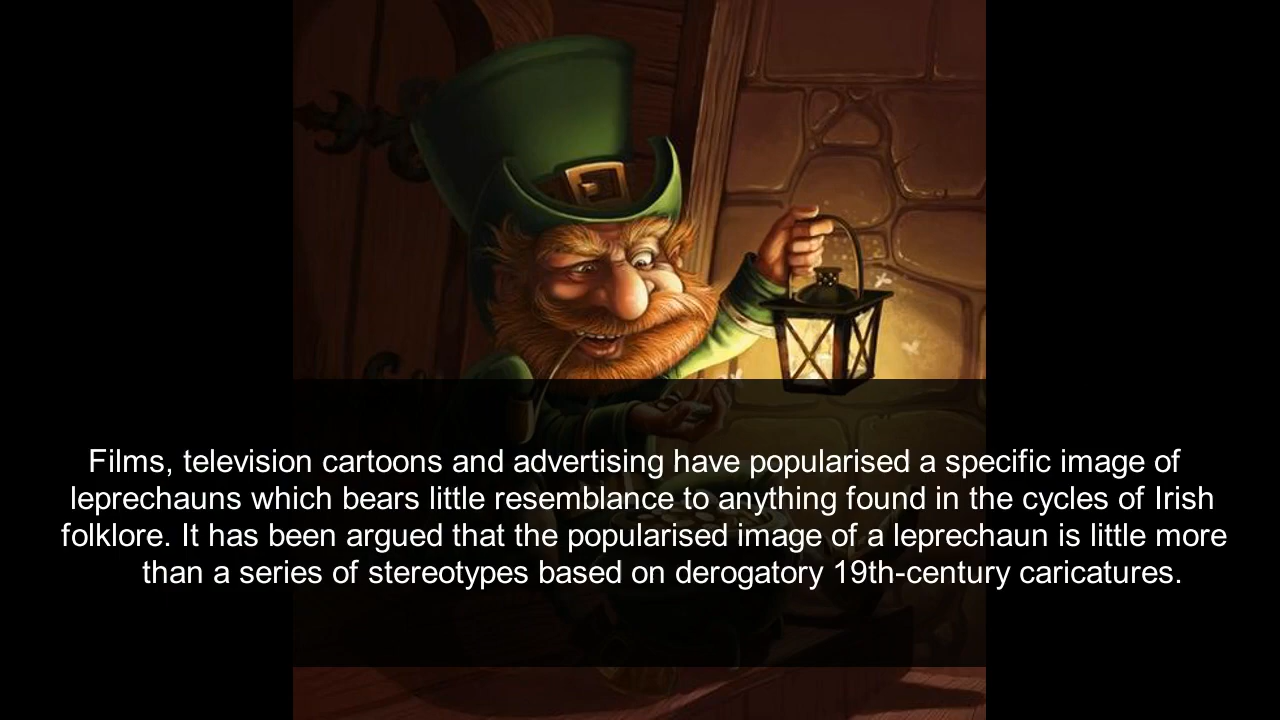 Films, television cartoons and advertising have popularised a specific image of
leprechauns which bears little resemblance to anything found in the cycles of Irish
folklore. It has been argued that the popularised image of a leprechaun is little more
than a series of stereotypes based on derogatory 19th-century caricatures.